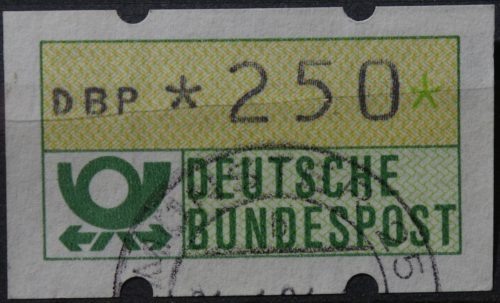 DBP *250*
DEUTSCHE
BUNDESPOST